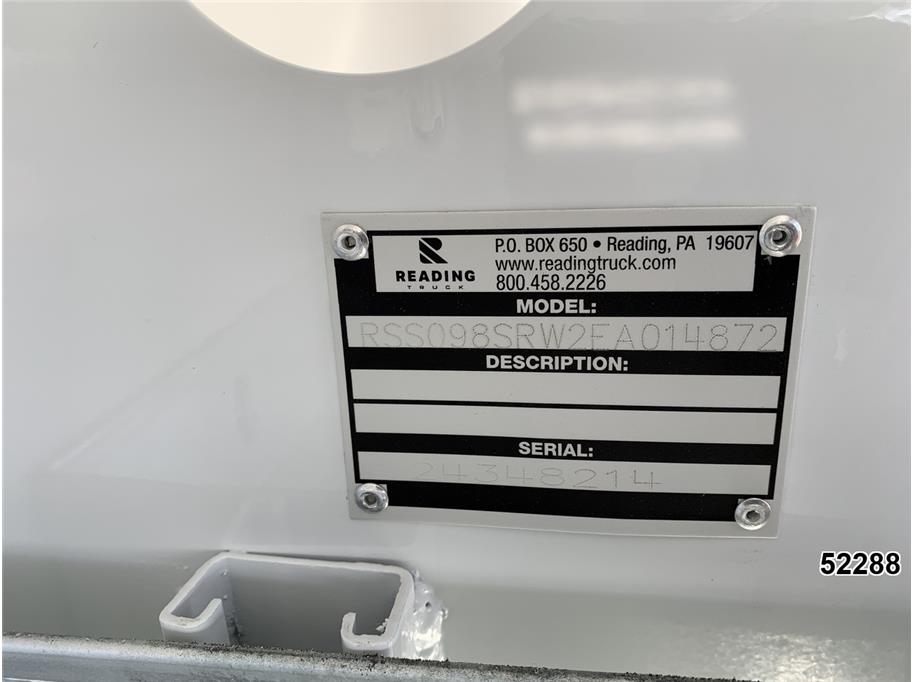 READING
TRUCK
P.O. BOX 650 • Reading, PA 19607
www.readingtruck.com
800.458.2226
MODEL:
RSS098SRW2EA014872
DESCRIPTION:
SERIAL:
24348214
52288